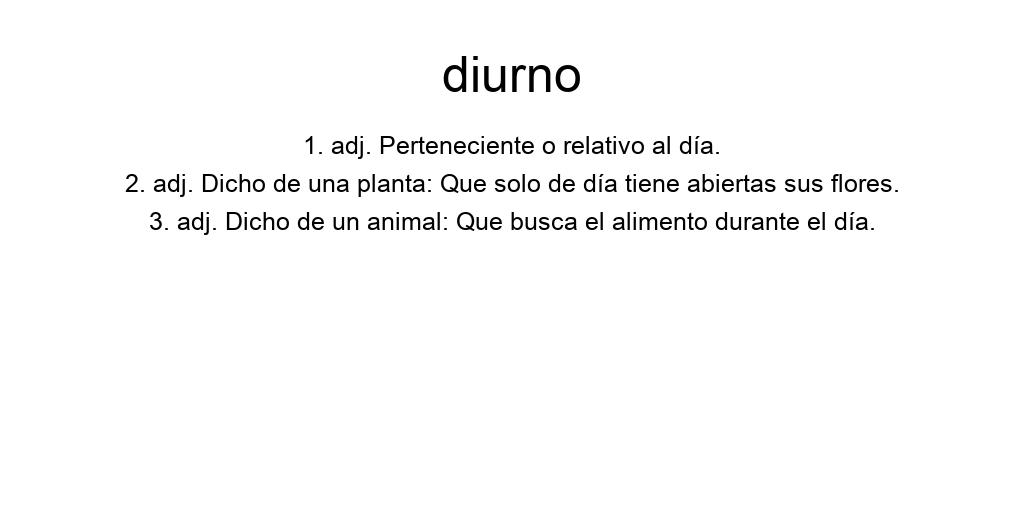 diurno
1. adj. Perteneciente o relativo al día.
2. adj. Dicho de una planta: Que solo de día tiene abiertas sus flores.
3. adj. Dicho de un animal: Que busca el alimento durante el día.